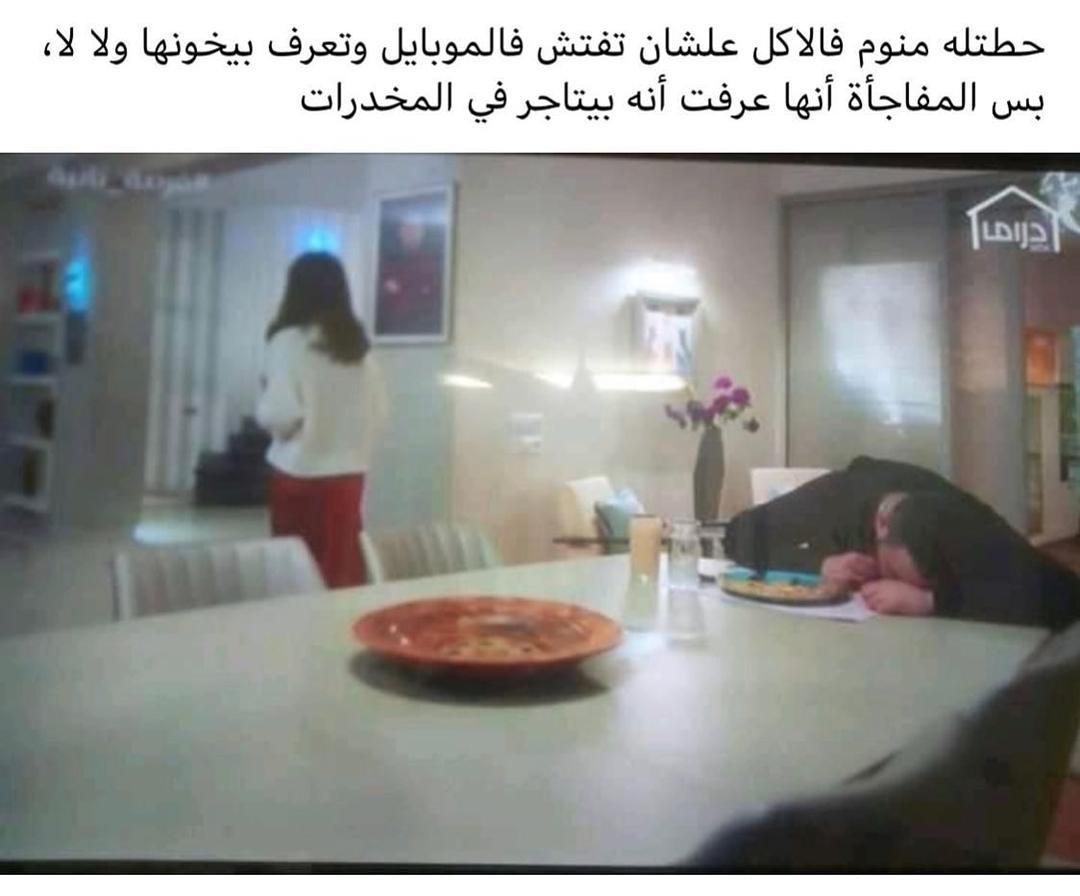 حطتله منوم فالاكل علشان تفتش فالموبايل وتعرف بيخونها ولا لا،
بس المفاجأة أنها عرفت أنه بيتاجر في المخدرات
دراما